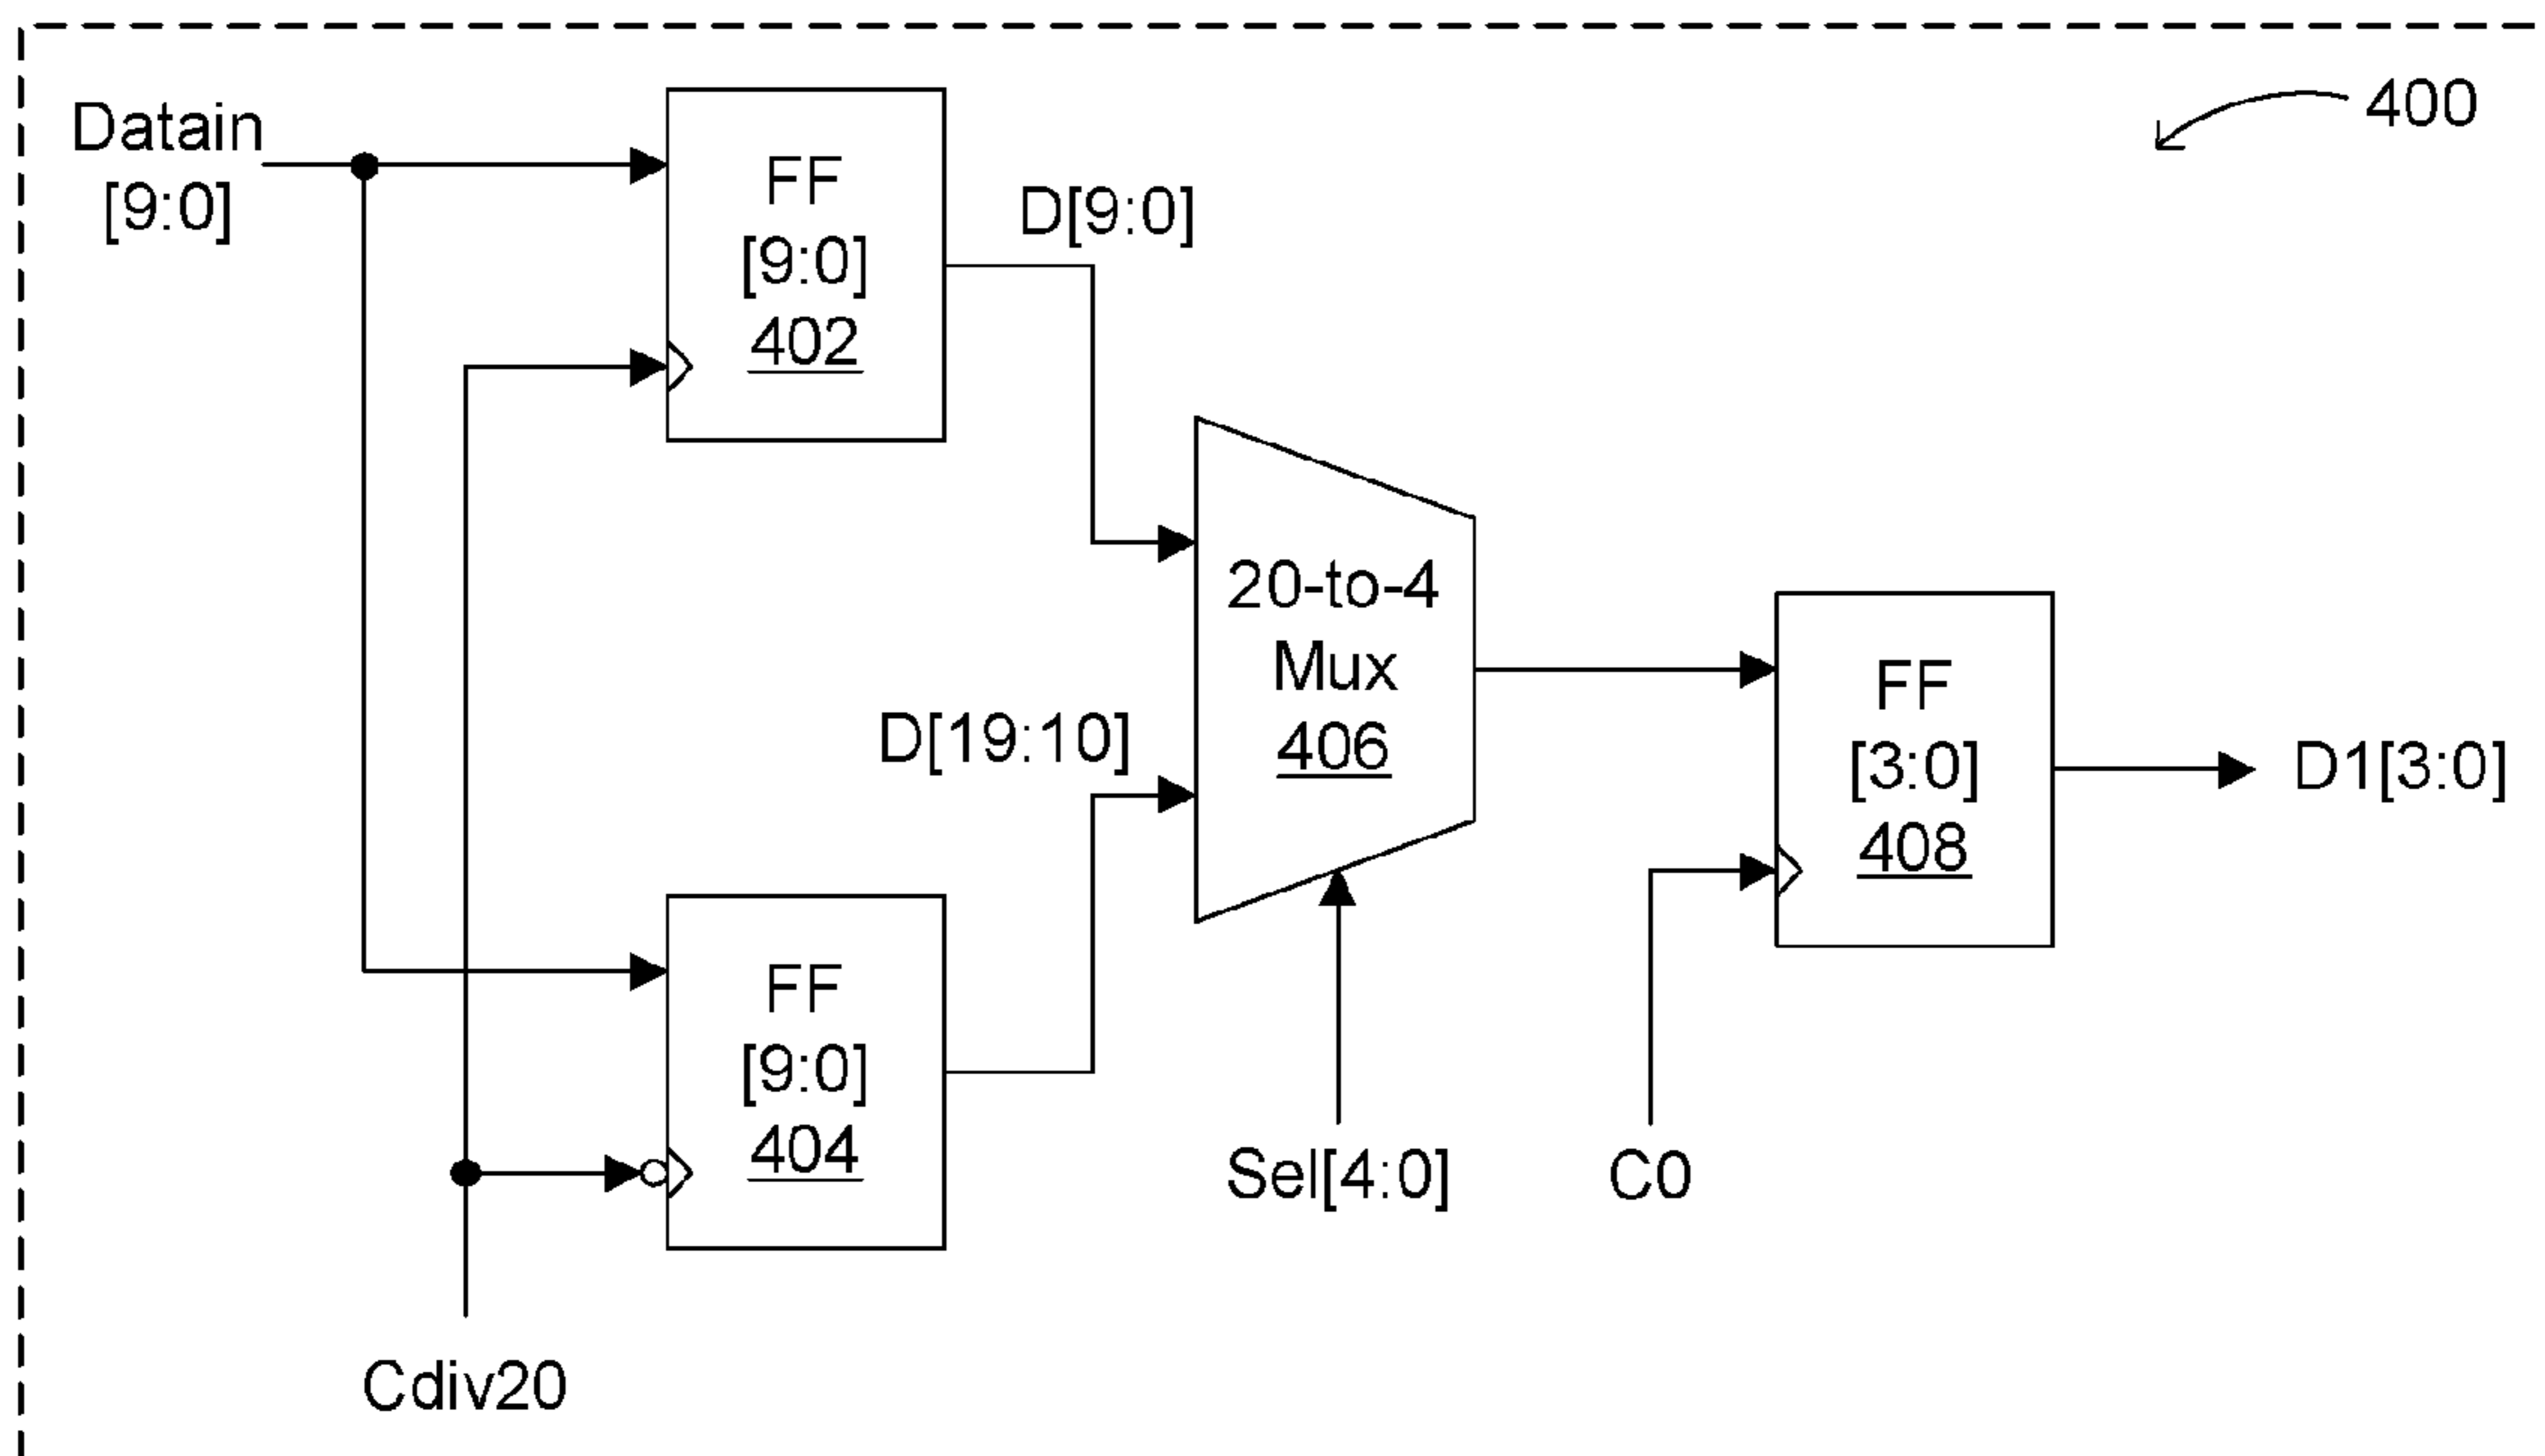 400
Datain
[9:0]
FF
[9:0]
402
D[9:0]
20-to-4
Mux
406
D[19:10]
FF
[3:0]
408
D1[3:0]
FF
[9:0]
404
Sel[4:0]
C0
Cdiv20